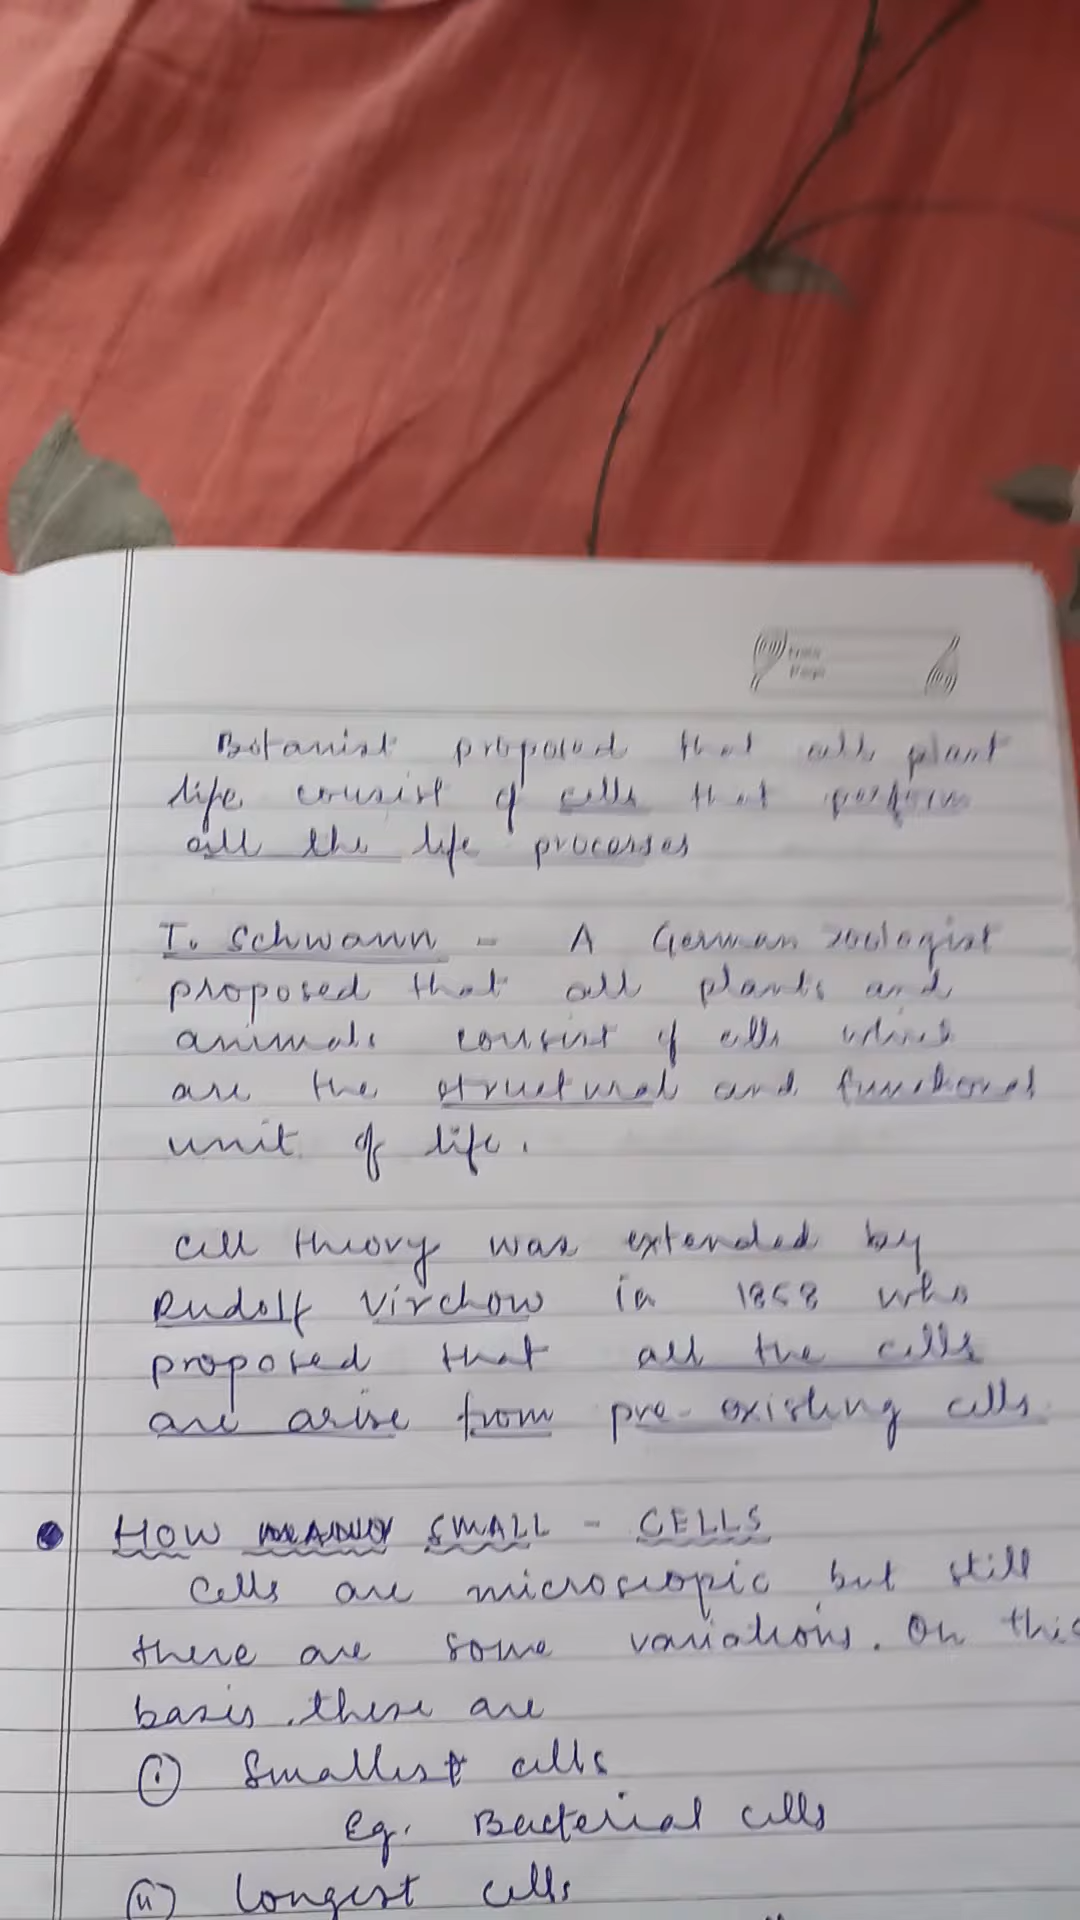 Botanist proposed that all plant
life consist of cells that perform
all the life processes
T. Schwann - A German zoologist
proposed that all plants and
animals consist of cells which
are the structural and functional
unit of life.
Cell theory was extended by
Rudolf Virchow in 1858 who
proposed that all the cells
are arise from pre-existing cells
HOW SMALL - CELLS
Cells are microscopic but still
there are some variations. On this
basis, these are
(i) Smallest cells
Eg. Bacterial cells
(ii) Longest cells